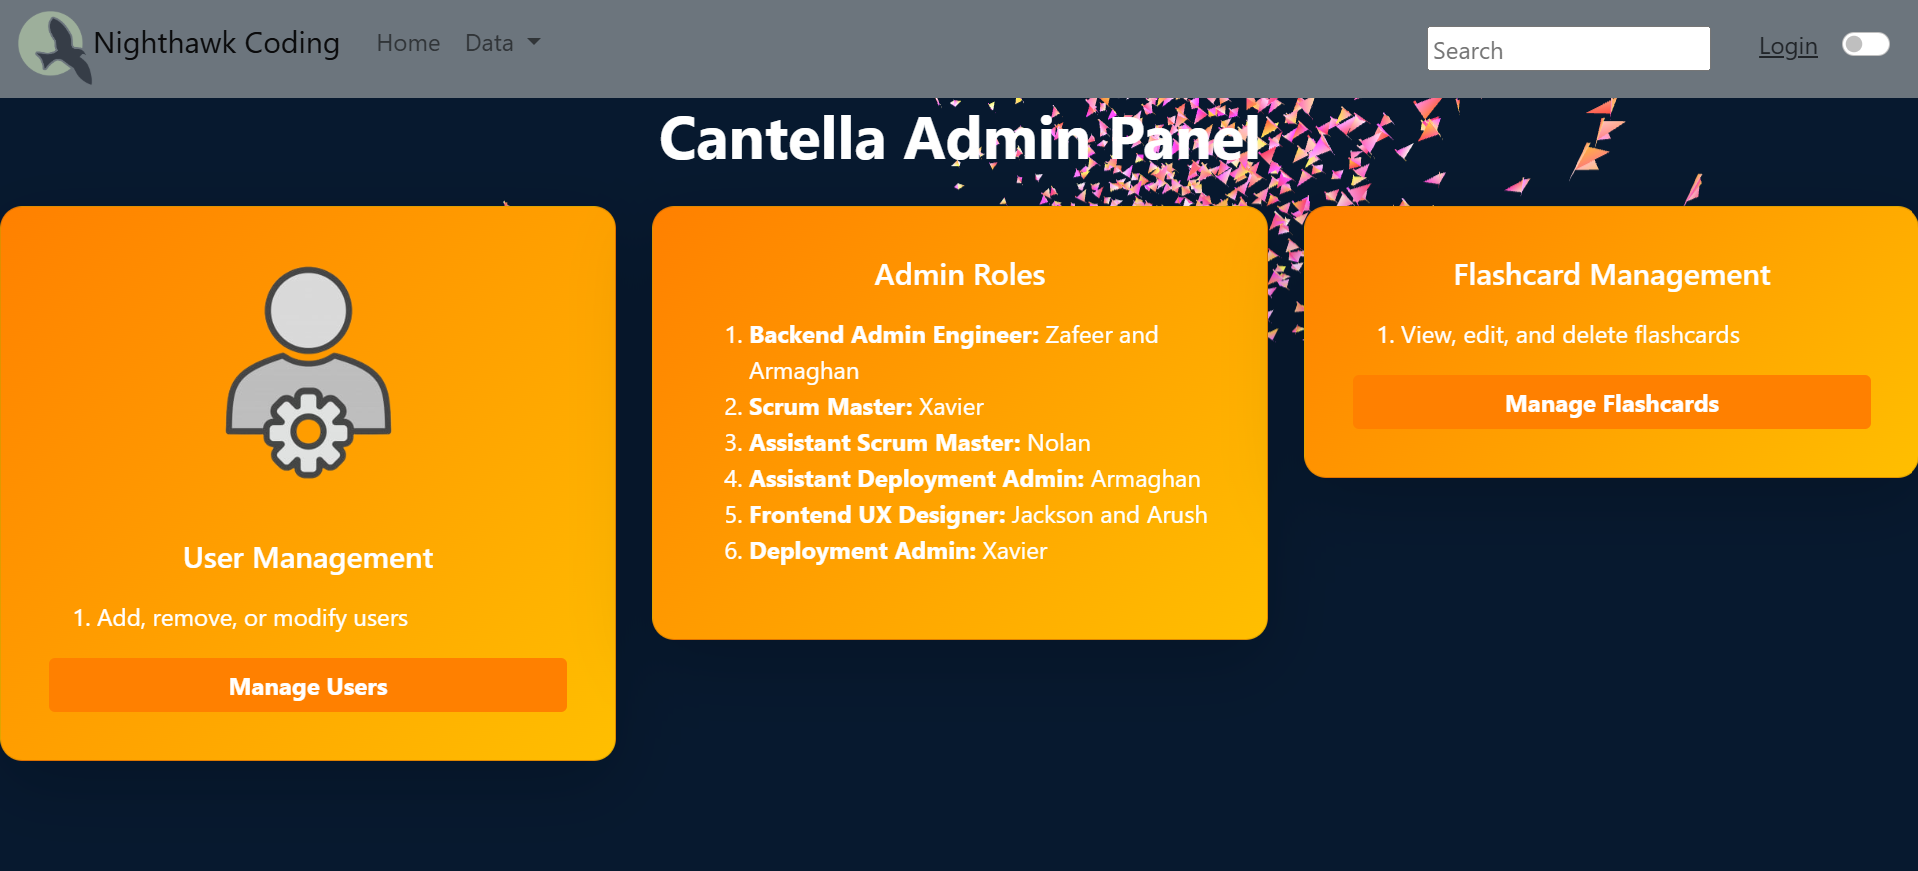 Nighthawk Coding
Home
Data
Search
Login
Cantella Admin Panel
User Management
1. Add, remove, or modify users
Manage Users
Admin Roles
1. Backend Admin Engineer: Zafeer and
Armaghan
2. Scrum Master: Xavier
3. Assistant Scrum Master: Nolan
4. Assistant Deployment Admin: Armaghan
5. Frontend UX Designer: Jackson and Arush
6. Deployment Admin: Xavier
Flashcard Management
1. View, edit, and delete flashcards
Manage Flashcards